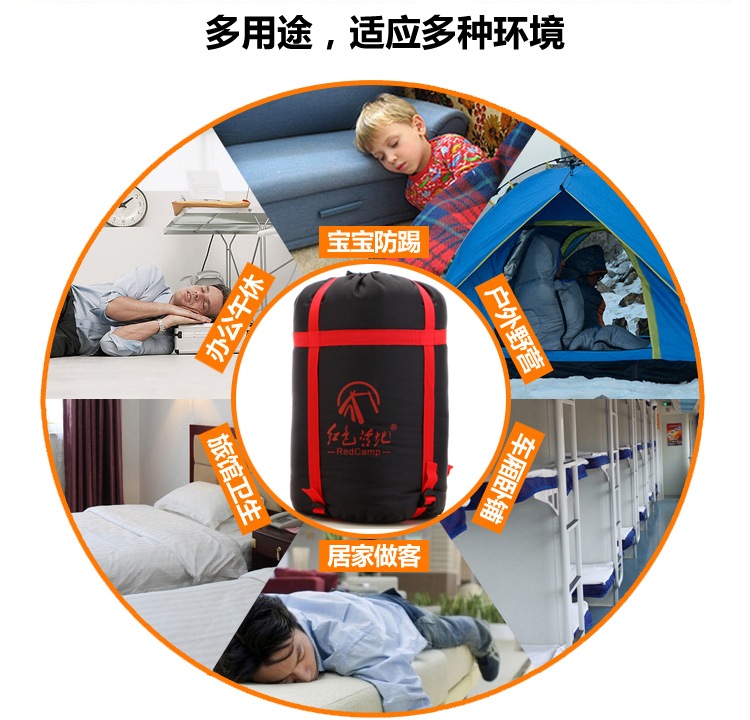 多用途，适应多种环境
宝宝防踢
户外野营
车厢卧铺
居家做客
旅馆卫生
办公午休
红色营地®
RedCamp